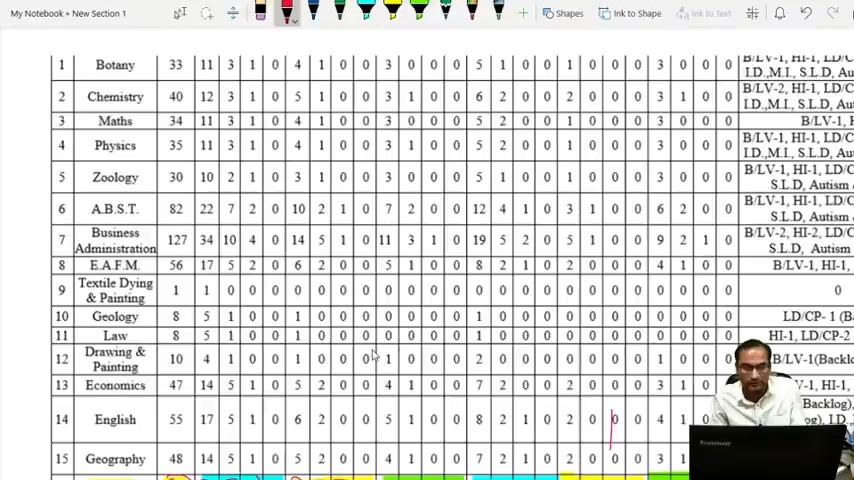 My Notebook » New Section 1
Shapes
Ink to Shape
Ink to Text
1 Botany 33 11 3 1 0 4 1 0 0 3 0 0 0 5 1 0 1 0 0 0 3 0 0 0 B/LV-1, HI-1, LD/C
I.D.,M.I., S.L.D, Aut
2 Chemistry 40 12 3 1 0 5 1 0 0 3 1 0 0 6 2 0 2 0 0 0 3 1 0 0 B/LV-2, HI-1, LD/C
I.D.,M.I, S.L.D, Aut
3 Maths 34 11 3 1 0 4 1 0 0 3 0 0 0 5 2 0 1 0 0 0 3 0 0 0 B/LV-1, H
4 Physics 35 11 3 1 0 4 1 0 0 3 1 0 0 5 2 0 1 0 0 0 3 0 0 0 B/LV-1, HI-1, LD/C
I.D.,M.I., S.L.D, Aut
5 Zoology 30 10 2 1 0 3 1 0 0 3 0 0 0 5 1 0 1 0 0 0 3 0 0 0 B/LV-1, HI-1, LD/C
S.L.D, Autism
6 A.B.S.T. 82 22 7 2 0 10 2 1 0 7 2 0 0 12 4 1 0 3 1 0 0 6 2 0 0 B/LV-1, HI-1, LD/C
S.L.D, Autism
7 Business Administration 127 34 10 4 0 14 5 1 0 11 3 1 0 19 5 2 0 5 1 0 0 9 2 1 0 B/LV-2, HI-2, LD/C
S.L.D, Autism
8 E.A.F.M. 56 17 5 2 0 6 2 0 0 5 1 0 0 8 2 1 0 2 0 0 0 4 1 0 0 B/LV-1, HI-1,
9 Textile Dying & Painting 1 1 0 0 0 0 0 0 0 0 0 0 0 0 0 0 0 0 0 0 0 0 0 0 0 0
10 Geology 8 5 1 0 0 1 0 0 0 0 0 0 0 1 0 0 0 0 0 0 0 0 0 0 0 LD/CP- 1 (B
11 Law 8 5 1 0 0 1 0 0 0 0 0 0 0 1 0 0 0 0 0 0 0 0 0 0 0 HI-1, LD/CP-2
12 Drawing & Painting 10 4 1 0 0 1 0 0 0 1 0 0 0 2 0 0 0 0 0 0 0 1 0 0 0 B/LV-1(Backlo
13 Economics 47 14 5 1 0 5 2 0 0 4 1 0 0 7 2 0 0 2 0 0 0 3 1 V-1, HI-1,
14 English 55 17 5 1 0 6 2 0 0 5 1 0 0 8 2 1 0 2 0 0 0 4 1 0
15 Geography 48 14 5 1 0 5 2 0 0 4 1 0 0 7 2 1 0 2 0 0 0 3 1